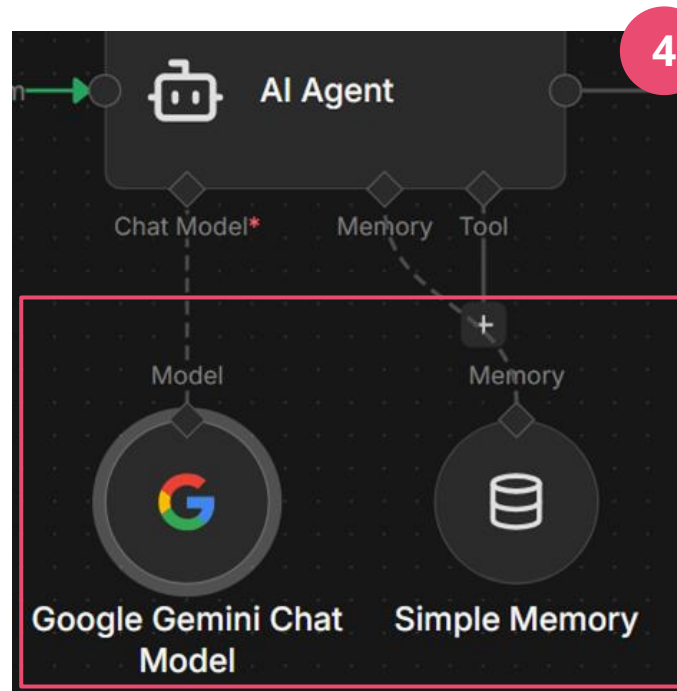 4
m
AI Agent
Chat Model* Memory Tool
+
Model Memory
Google Gemini Chat Model
Simple Memory